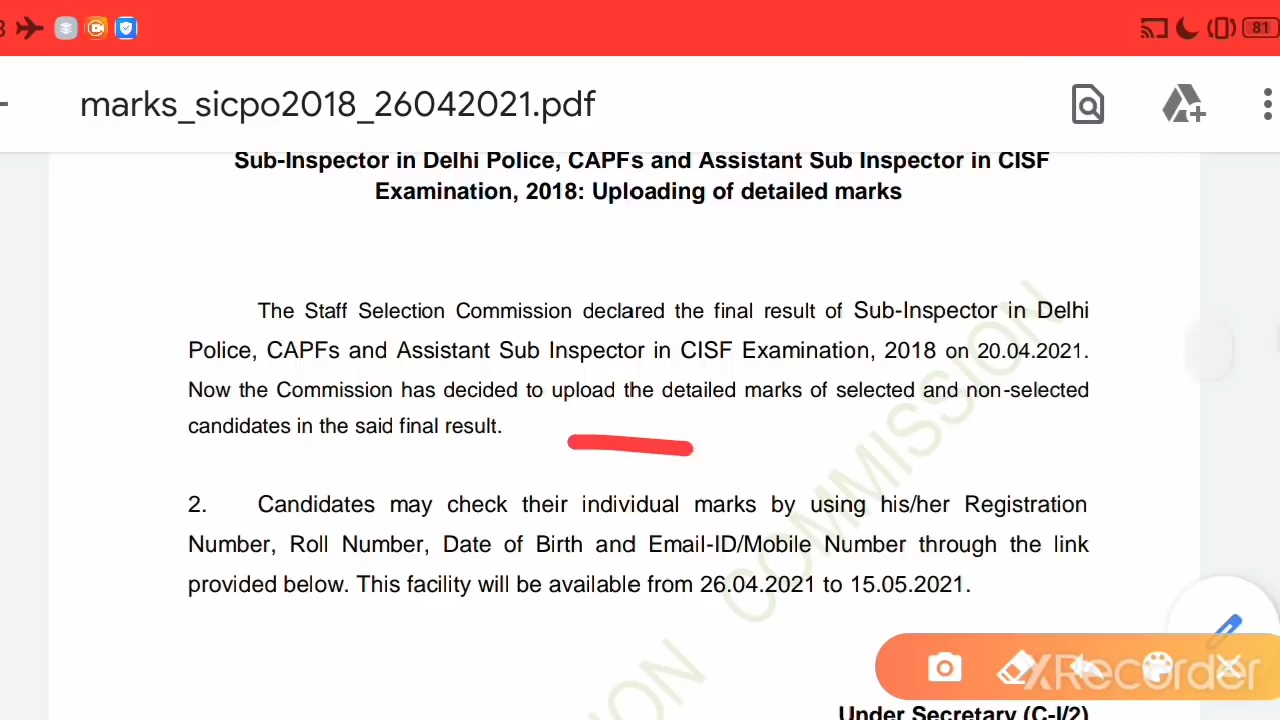 81
marks_sicpo2018_26042021.pdf
Sub-Inspector in Delhi Police, CAPFs and Assistant Sub Inspector in CISF
Examination, 2018: Uploading of detailed marks
The Staff Selection Commission declared the final result of Sub-Inspector in Delhi
Police, CAPFs and Assistant Sub Inspector in CISF Examination, 2018 on 20.04.2021.
Now the Commission has decided to upload the detailed marks of selected and non-selected
candidates in the said final result.
2. Candidates may check their individual marks by using his/her Registration
Number, Roll Number, Date of Birth and Email-ID/Mobile Number through the link
provided below. This facility will be available from 26.04.2021 to 15.05.2021.
COMMISSION
XRecorder
Under Secretary (C-I/2)